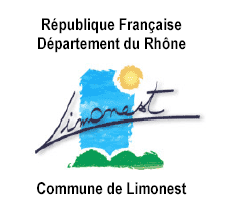 République Française
Département du Rhône
Limonest
Commune de Limonest